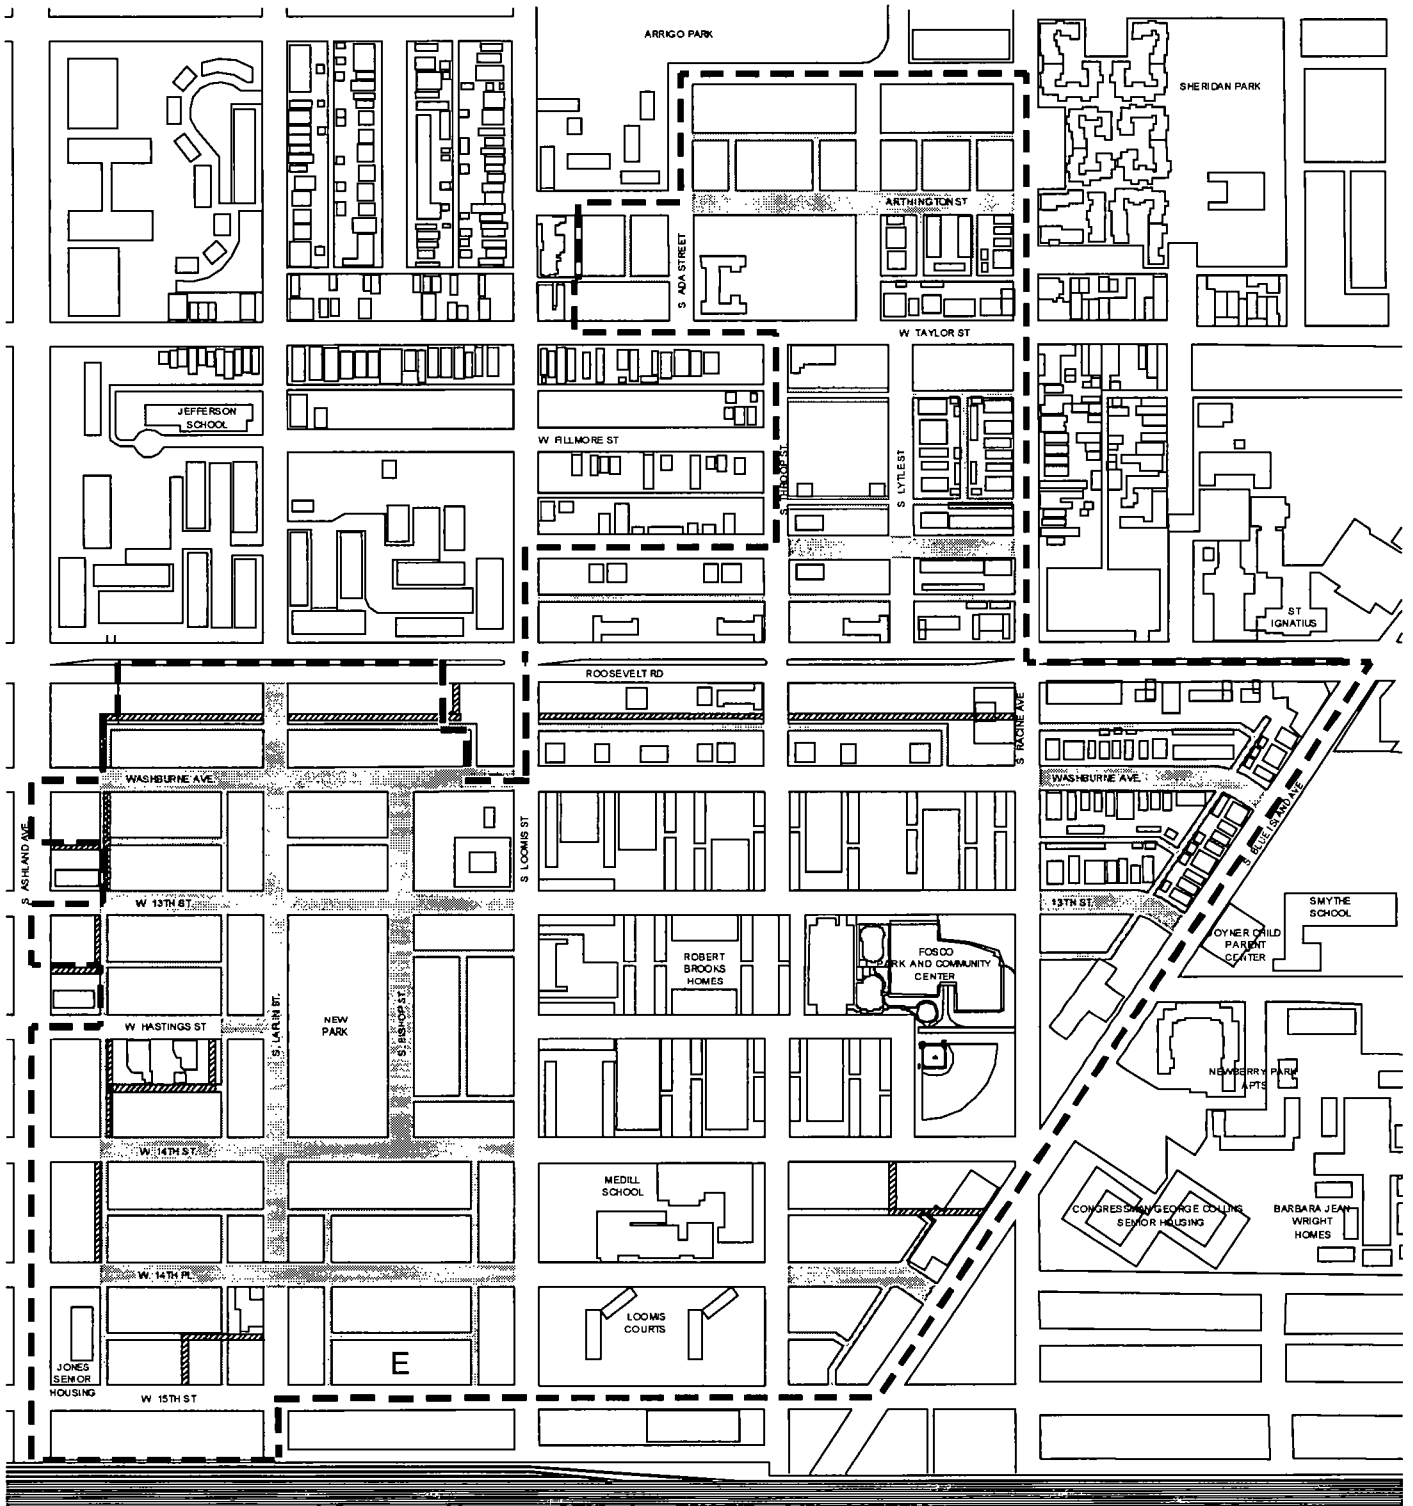 ARRIGO PARK
SHERIDAN PARK
ARTHINGTON ST
S ADA STREET
W TAYLOR ST
JEFFERSON
SCHOOL
W FILLMORE ST
S THROOP ST.
S LYTLE ST
ST
IGNATIUS
ROOSEVELT RD
S RACINE AVE
WASHBURNE AVE.
WASHBURNE AVE.
S ASHLAND AVE.
S LOOMIS ST
S. BLUE ISLAND AVE
W 13TH ST.
13TH ST.
SMYTHE
SCHOOL
JOYNER CHILD
PARENT
CENTER
ROBERT
BROOKS
HOMES
FOSCO
PARK AND COMMUNITY
CENTER
W HASTINGS ST
S. LAFLIN ST.
NEW
PARK
S. BISHOP ST.
NEWBERRY PARK
APTS
W. 14TH ST.
MEDILL
SCHOOL
CONGRESSMAN GEORGE COLLINS
SENIOR HOUSING
BARBARA JEAN
WRIGHT
HOMES
W. 14TH PL.
LOOMIS
COURTS
E
JONES
SENIOR
HOUSING
W 15TH ST